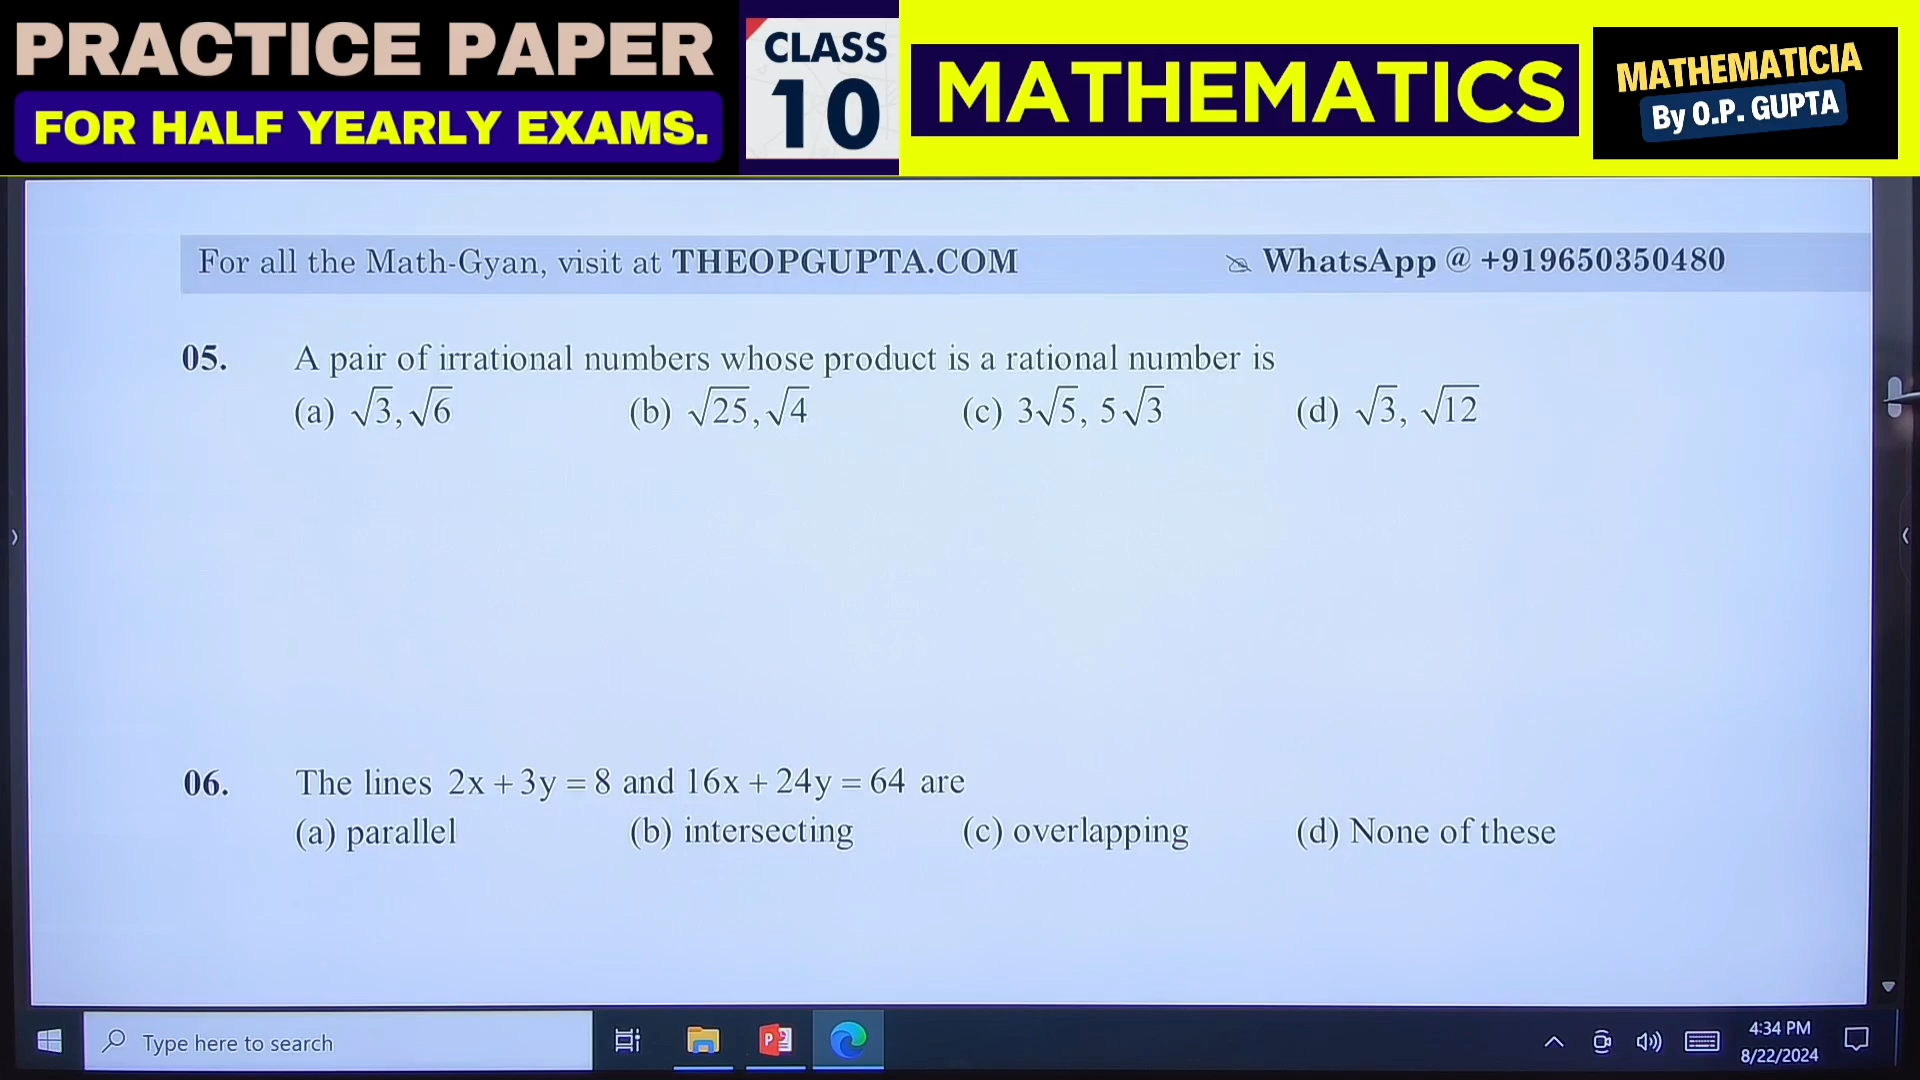 PRACTICE PAPER
FOR HALF YEARLY EXAMS.
CLASS
10
MATHEMATICS
MATHEMATICIA
By O.P. GUPTA
For all the Math-Gyan, visit at THEOPGUPTA.COM WhatsApp @ +919650350480
05. A pair of irrational numbers whose product is a rational number is
(a) √3, √6 (b) √25, √4 (c) 3√5, 5√3 (d) √3, √12
06. The lines 2x + 3y = 8 and 16x + 24y = 64 are
(a) parallel (b) intersecting (c) overlapping (d) None of these
Type here to search
4:34 PM
8/22/2024